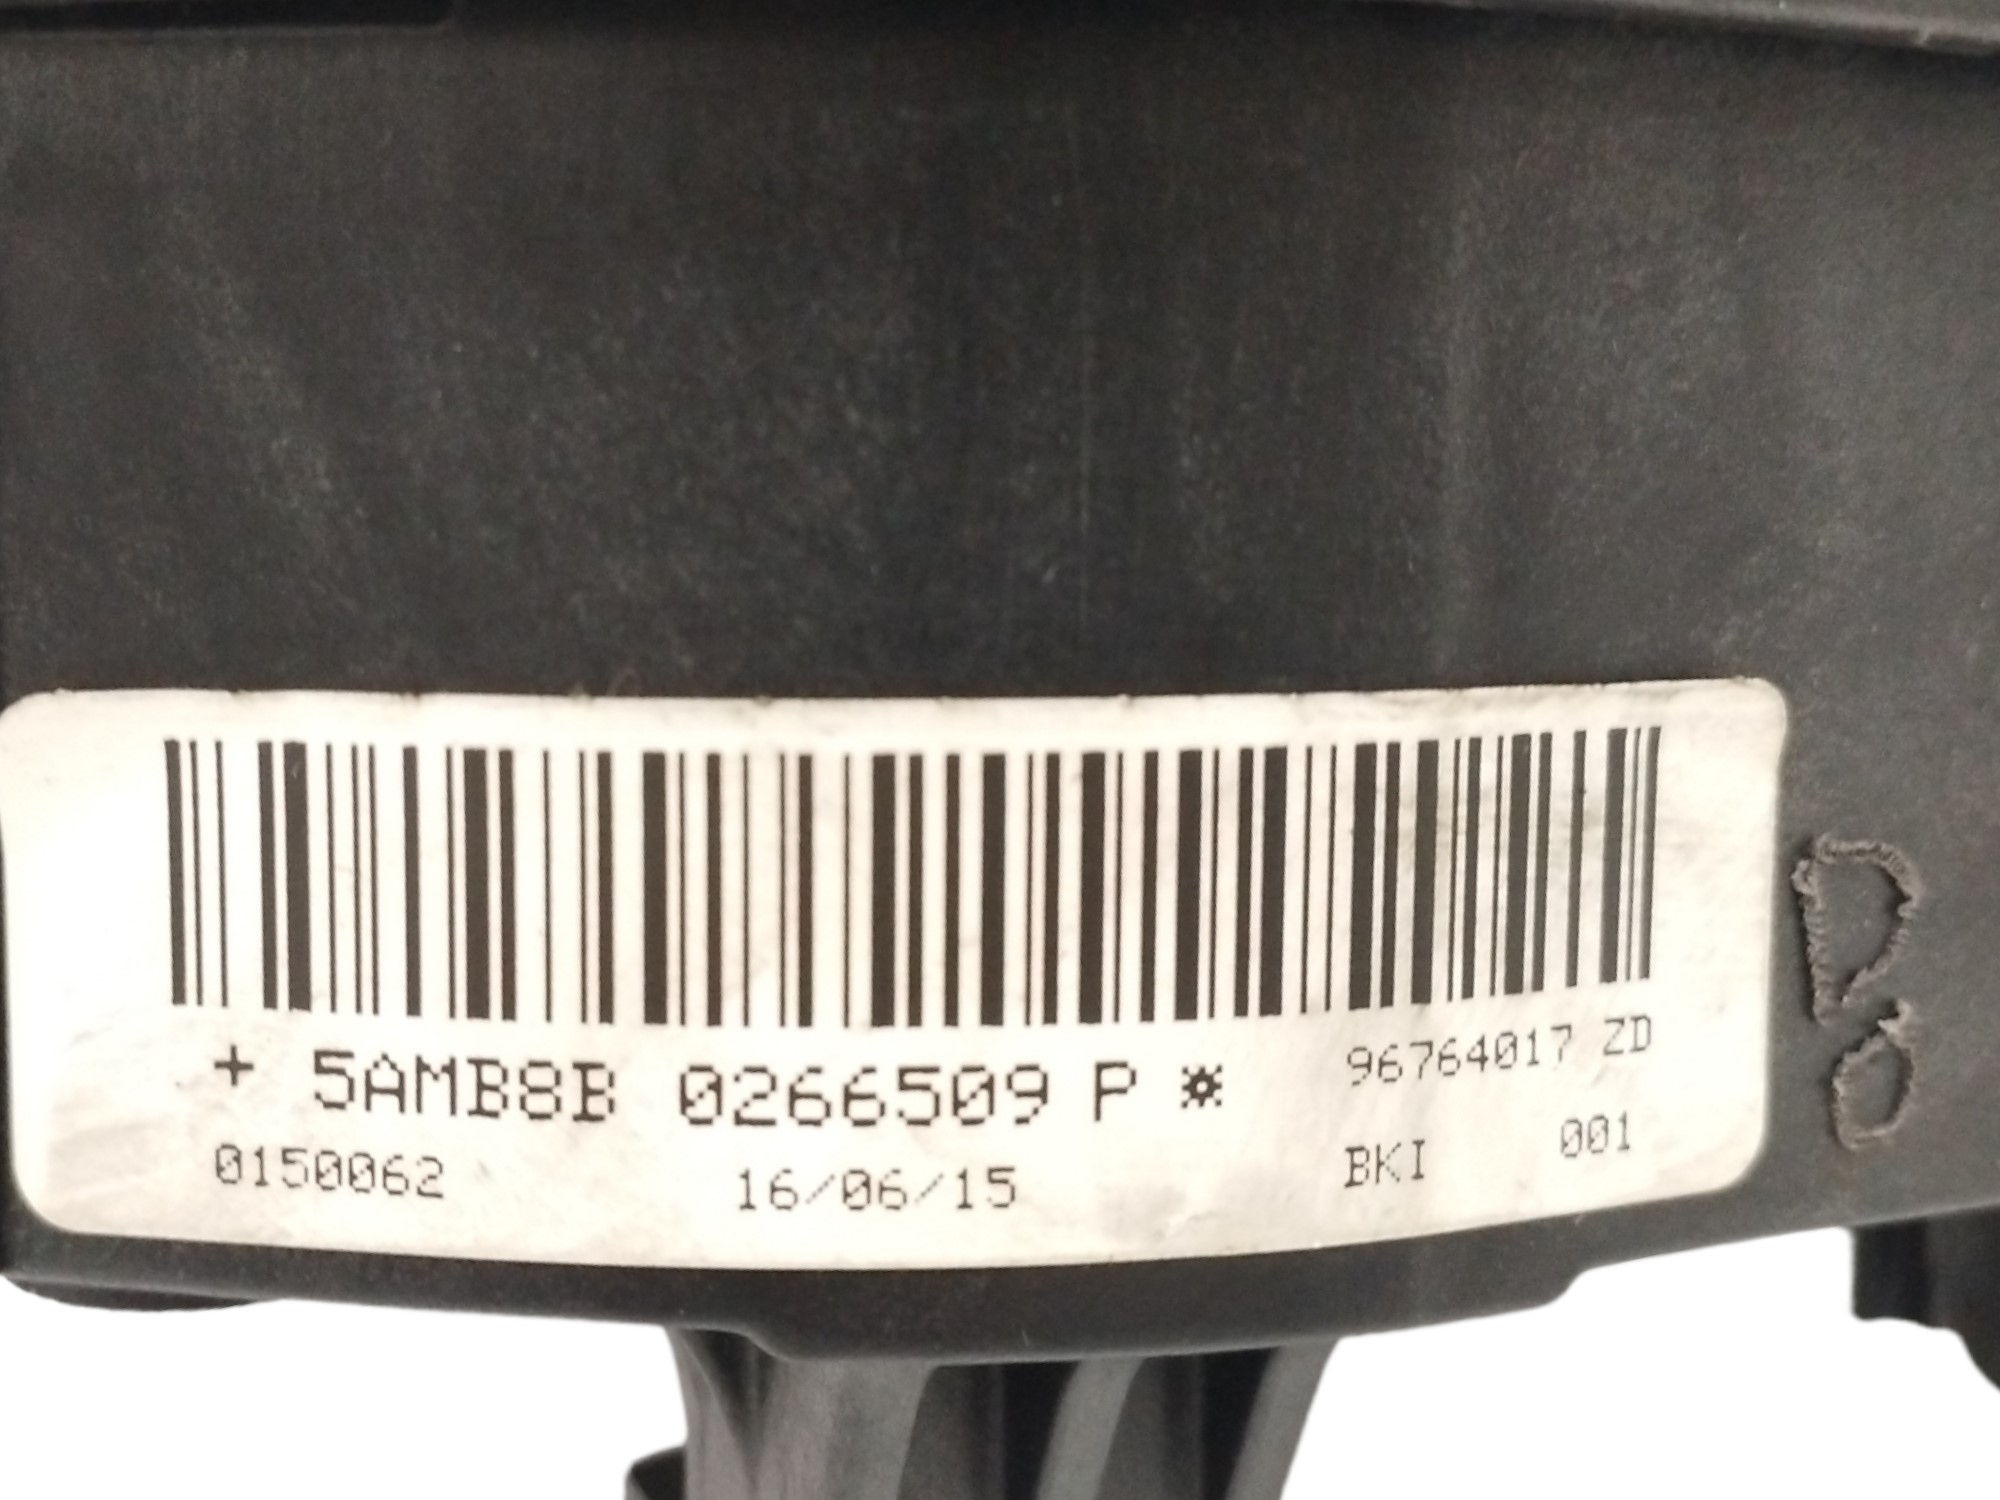 + 5AMB8B 0266509 P * 96764017 ZD
0150062 16/06/15 BKI 001